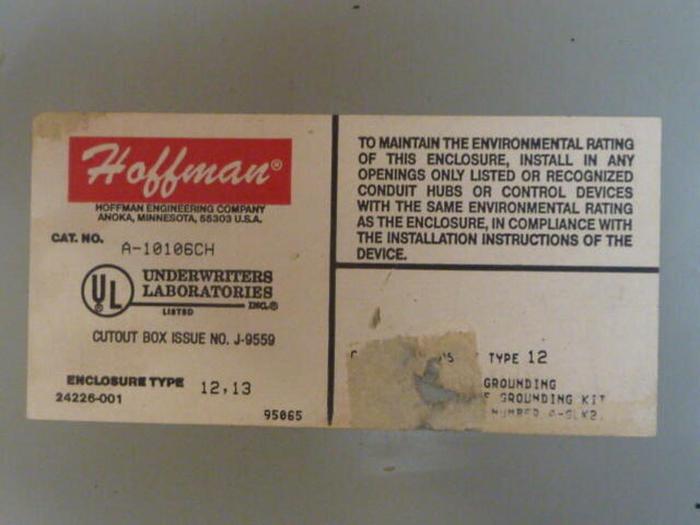 Hoffman®
HOFFMAN ENGINEERING COMPANY
ANOKA, MINNESOTA, 55303 U.S.A.
CAT. NO. A-10106CH
UL
UNDERWRITERS
LABORATORIES
INC.®
LISTED
CUTOUT BOX ISSUE NO. J-9559
ENCLOSURE TYPE 12,13
24226-001
95065
TO MAINTAIN THE ENVIRONMENTAL RATING
OF THIS ENCLOSURE, INSTALL IN ANY
OPENINGS ONLY LISTED OR RECOGNIZED
CONDUIT HUBS OR CONTROL DEVICES
WITH THE SAME ENVIRONMENTAL RATING
AS THE ENCLOSURE, IN COMPLIANCE WITH
THE INSTALLATION INSTRUCTIONS OF THE
DEVICE.
TYPE 12
GROUNDING
GROUNDING KIT
NUMBER